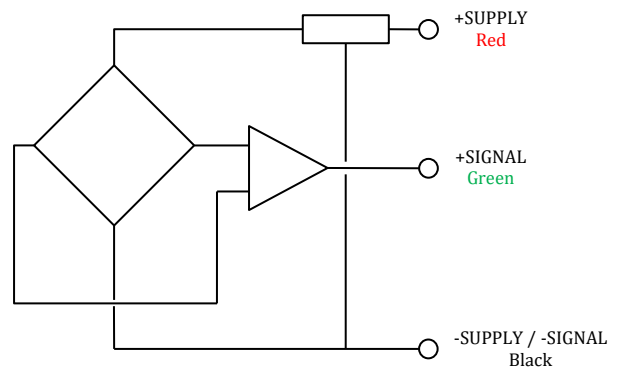 +SUPPLY
Red
+SIGNAL
Green
-SUPPLY / -SIGNAL
Black